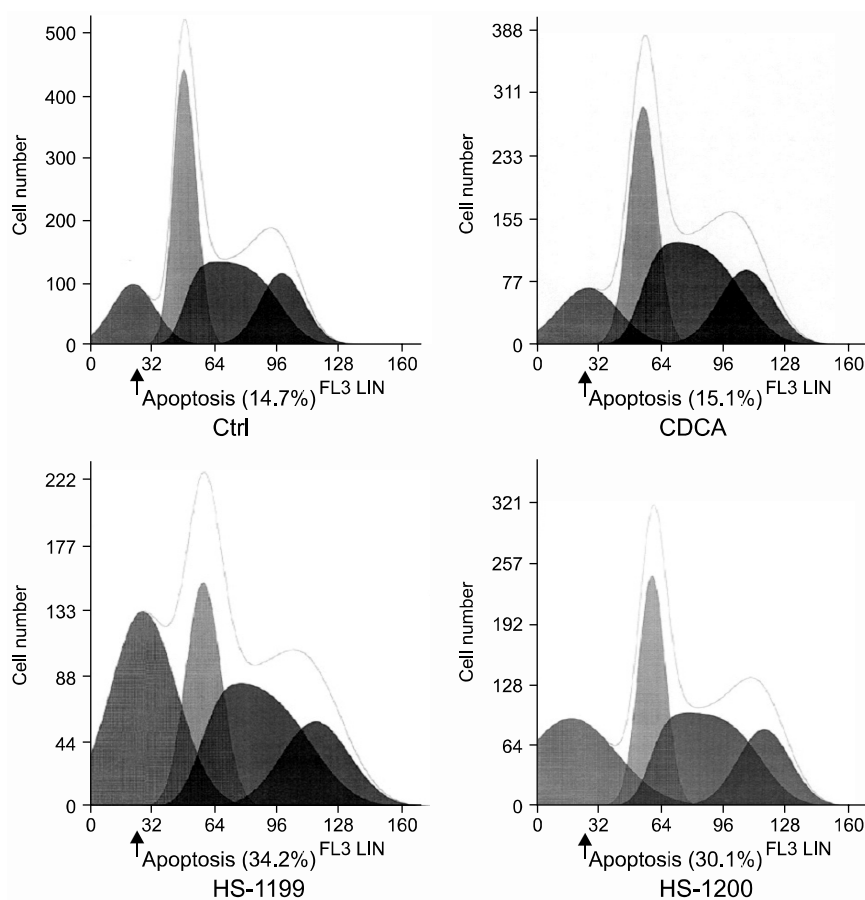 500
400
500
200
100
0
Cell number
0 32 64 96 128 160
FL3 LIN
Apoptosis (14.7%)
Ctrl
388
311
233
155
77
0
Cell number
0 32 64 96 128 160
FL3 LIN
Apoptosis (15.1%)
CDCA
222
177
133
88
44
0
Cell number
0 32 64 96 128 160
FL3 LIN
Apoptosis (34.2%)
HS-1199
321
257
192
128
64
0
Cell number
0 32 64 96 128 160
FL3 LIN
Apoptosis (30.1%)
HS-1200